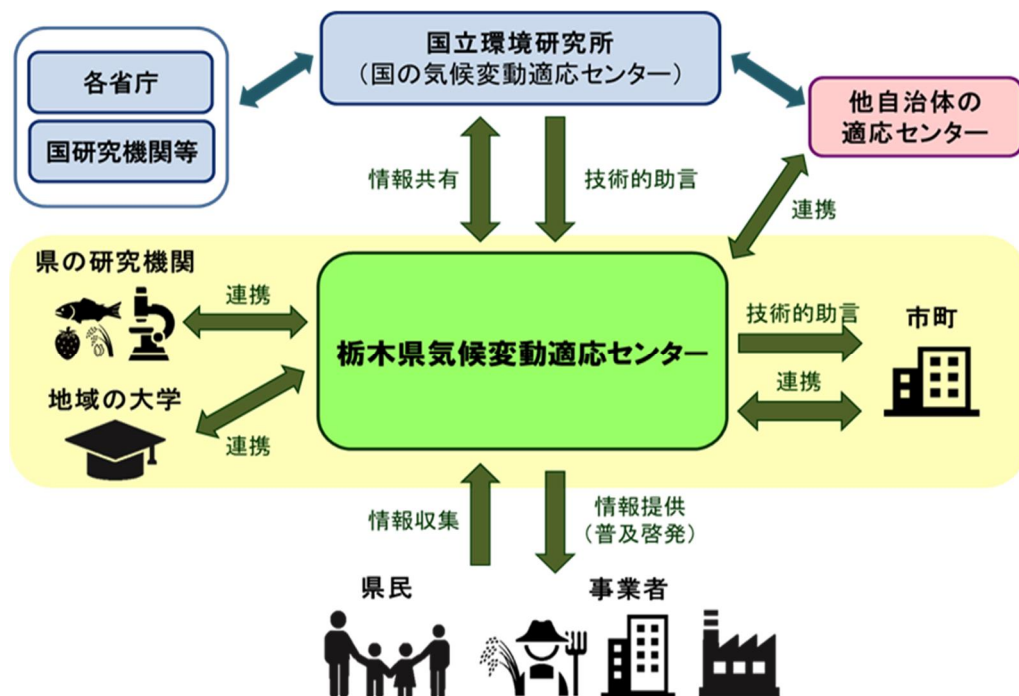 国立環境研究所
（国の気候変動適応センター）
各省庁
国研究機関等
他自治体の
適応センター
情報共有
技術的助言
連携
県の研究機関
連携
栃木県気候変動適応センター
技術的助言
市町
連携
地域の大学
連携
情報収集
情報提供
（普及啓発）
県民
事業者